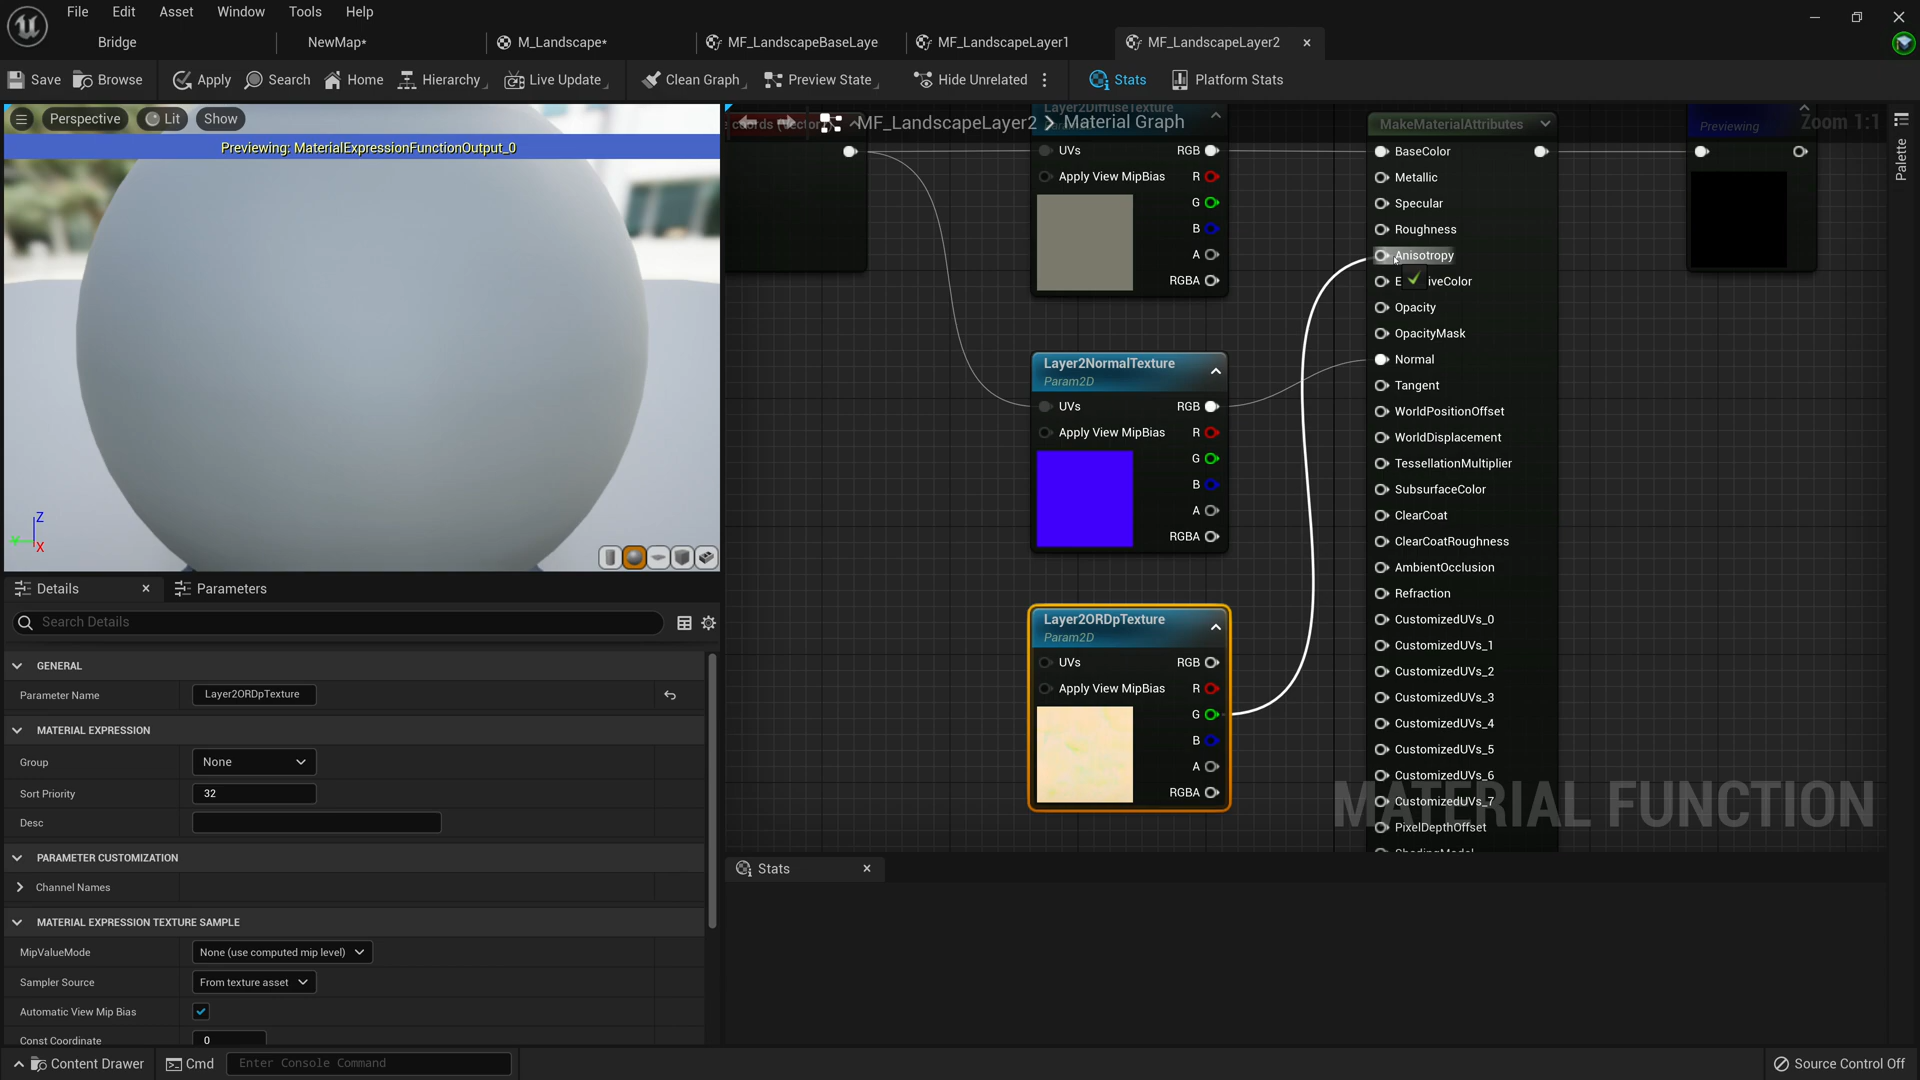 File Edit Asset Window Tools Help
Bridge NewMap* M_Landscape* MF_LandscapeBaseLaye MF_LandscapeLayer1 MF_LandscapeLayer2
Save Browse Apply Search Home Hierarchy Live Update Clean Graph Preview State Hide Unrelated Stats Platform Stats
Perspective Lit Show
Previewing: MaterialExpressionFunctionOutput_0
Z
Y
X
Details Parameters
Search Details
GENERAL
Parameter Name Layer2ORDpTexture
MATERIAL EXPRESSION
Group None
Sort Priority 32
Desc
PARAMETER CUSTOMIZATION
Channel Names
MATERIAL EXPRESSION TEXTURE SAMPLE
MipValueMode None (use computed mip level)
Sampler Source From texture asset
Automatic View Mip Bias
Const Coordinate 0
MF_LandscapeLayer2 > Material Graph
Zoom 1:1
Palette
Layer2DiffuseTexture
UVs RGB
Apply View MipBias R
G
B
A
RGBA
Layer2NormalTexture
Param2D
UVs RGB
Apply View MipBias R
G
B
A
RGBA
Layer2ORDpTexture
Param2D
UVs RGB
Apply View MipBias R
G
B
A
RGBA
MakeMaterialAttributes
BaseColor
Metallic
Specular
Roughness
Anisotropy
E iveColor
Opacity
OpacityMask
Normal
Tangent
WorldPositionOffset
WorldDisplacement
TessellationMultiplier
SubsurfaceColor
ClearCoat
ClearCoatRoughness
AmbientOcclusion
Refraction
CustomizedUVs_0
CustomizedUVs_1
CustomizedUVs_2
CustomizedUVs_3
CustomizedUVs_4
CustomizedUVs_5
CustomizedUVs_6
CustomizedUVs_7
PixelDepthOffset
Previewing
MATERIAL FUNCTION
Stats
Content Drawer Cmd Enter Console Command Source Control Off